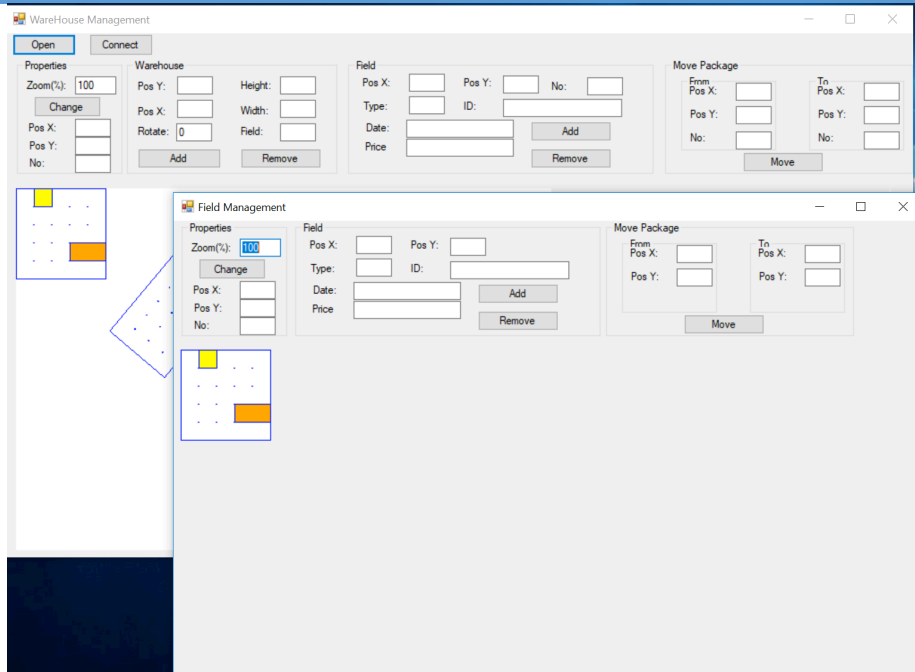 WareHouse Management
Open Connect
Properties Warehouse Field Move Package
Zoom(%): 100 Pos Y: Height: Pos X: Pos Y: No: From To
Pos X: Pos X:
Change Pos X: Width: Type: ID: Pos Y: Pos Y:
Pos X: Rotate: 0 Field: Date: Add No: No:
Pos Y: Price
No: Add Remove Remove Move
Field Management
Properties Field Move Package
Zoom(%): 100 Pos X: Pos Y: From To
Pos X: Pos X:
Change Type: ID: Pos Y: Pos Y:
Pos X: Date: Add
Pos Y: Price
No: Remove Move